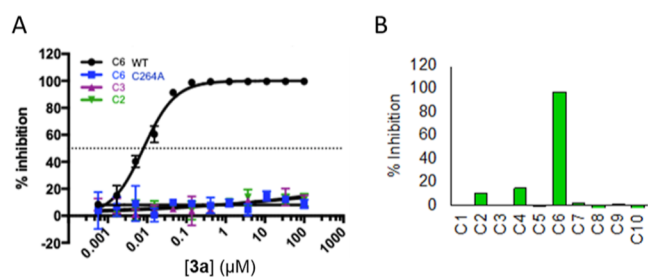 A
% inhibition
120
100
80
60
40
20
0
-20
C6 WT
C6 C264A
C3
C2
0.001
0.01
0.1
1
10
100
1000
[3a] (µM)
B
% Inhibition
120
100
80
60
40
20
0
C1
C2
C3
C4
C5
C6
C7
C8
C9
C10